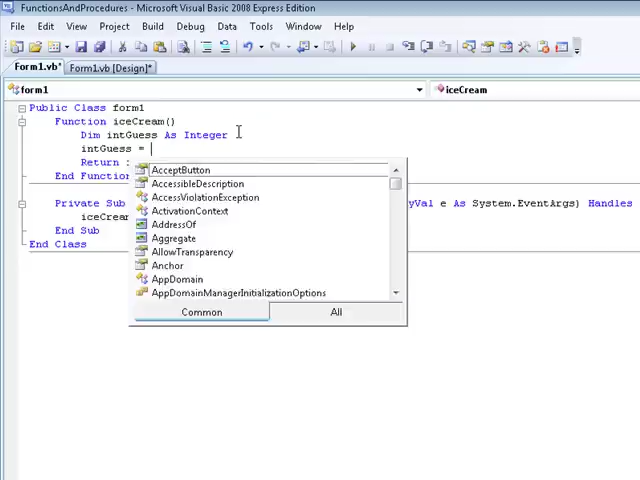 FunctionsAndProcedures - Microsoft Visual Basic 2008 Express Edition
File Edit View Project Build Debug Data Tools Window Help
Form1.vb* Form1.vb [Design]*
form1 iceCream
Public Class form1
Function iceCream()
Dim intGuess As Integer
intGuess =
Return
End Function
Private Sub yVal e As System.EventArgs) Handles
iceCream
End Sub
End Class
AcceptButton
AccessibleDescription
AccessViolationException
ActivationContext
AddressOf
Aggregate
AllowTransparency
Anchor
AppDomain
AppDomainManagerInitializationOptions
Common All